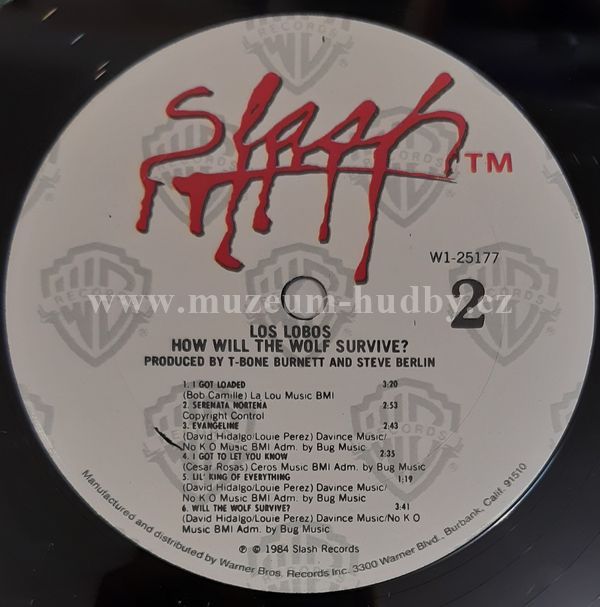 Slash TM
W1-25177
2
www.muzeum-hudby.cz
LOS LOBOS
HOW WILL THE WOLF SURVIVE?
PRODUCED BY T-BONE BURNETT AND STEVE BERLIN
1. I GOT LOADED 3:20
(Bob Camille) La Lou Music BMI
2. SERENATA NORTENA 2:53
Copyright Control
3. EVANGELINE 2:43
(David Hidalgo/Louie Perez) Davince Music/
No K O Music BMI Adm. by Bug Music
4. I GOT TO LET YOU KNOW 2:35
(Cesar Rosas) Ceros Music BMI Adm. by Bug Music
5. LIL' KING OF EVERYTHING 1:19
(David Hidalgo/Louie Perez) Davince Music/
No K O Music BMI Adm. by Bug Music
6. WILL THE WOLF SURVIVE? 3:41
(David Hidalgo/Louie Perez) Davince Music/No K O
Music BMI Adm. by Bug Music
℗ © 1984 Slash Records
Manufactured and distributed by Warner Bros. Records Inc. 3300 Warner Blvd., Burbank, Calif. 91510